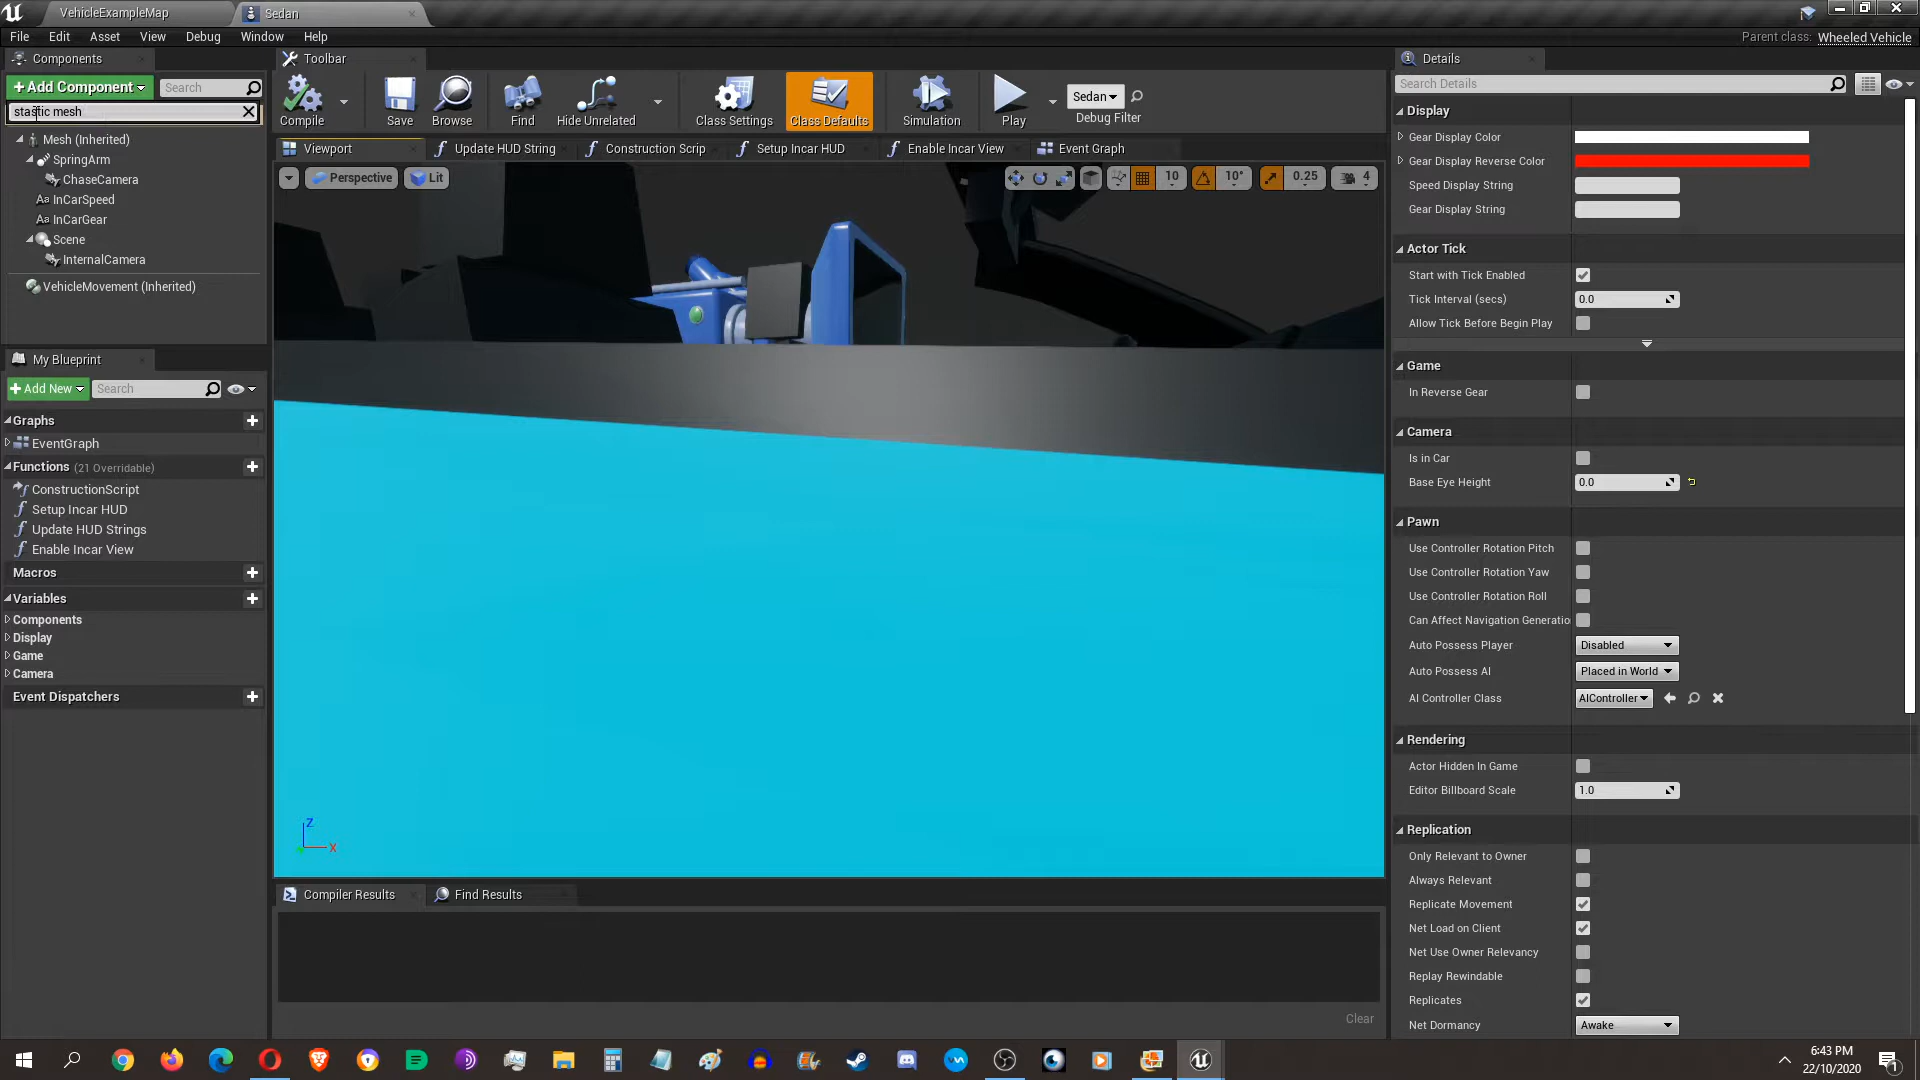 VehicleExampleMap
Sedan
File Edit Asset View Debug Window Help
Parent class: Wheeled Vehicle
Components
+Add Component
Search
stastic mesh
Mesh (Inherited)
SpringArm
ChaseCamera
InCarSpeed
InCarGear
Scene
InternalCamera
VehicleMovement (Inherited)
My Blueprint
+Add New
Search
Graphs
EventGraph
Functions (21 Overridable)
ConstructionScript
Setup Incar HUD
Update HUD Strings
Enable Incar View
Macros
Variables
Components
Display
Game
Camera
Event Dispatchers
Toolbar
Compile
Save
Browse
Find
Hide Unrelated
Class Settings
Class Defaults
Simulation
Play
Sedan
Debug Filter
Viewport
Update HUD String
Construction Scrip
Setup Incar HUD
Enable Incar View
Event Graph
Perspective
Lit
10
10°
0.25
4
Z
X
Compiler Results
Find Results
Clear
Details
Search Details
Display
Gear Display Color
Gear Display Reverse Color
Speed Display String
Gear Display String
Actor Tick
Start with Tick Enabled
Tick Interval (secs) 0.0
Allow Tick Before Begin Play
Game
In Reverse Gear
Camera
Is in Car
Base Eye Height 0.0
Pawn
Use Controller Rotation Pitch
Use Controller Rotation Yaw
Use Controller Rotation Roll
Can Affect Navigation Generatio
Auto Possess Player Disabled
Auto Possess AI Placed in World
AI Controller Class AIController
Rendering
Actor Hidden In Game
Editor Billboard Scale 1.0
Replication
Only Relevant to Owner
Always Relevant
Replicate Movement
Net Load on Client
Net Use Owner Relevancy
Replay Rewindable
Replicates
Net Dormancy Awake
6:43 PM
22/10/2020
1